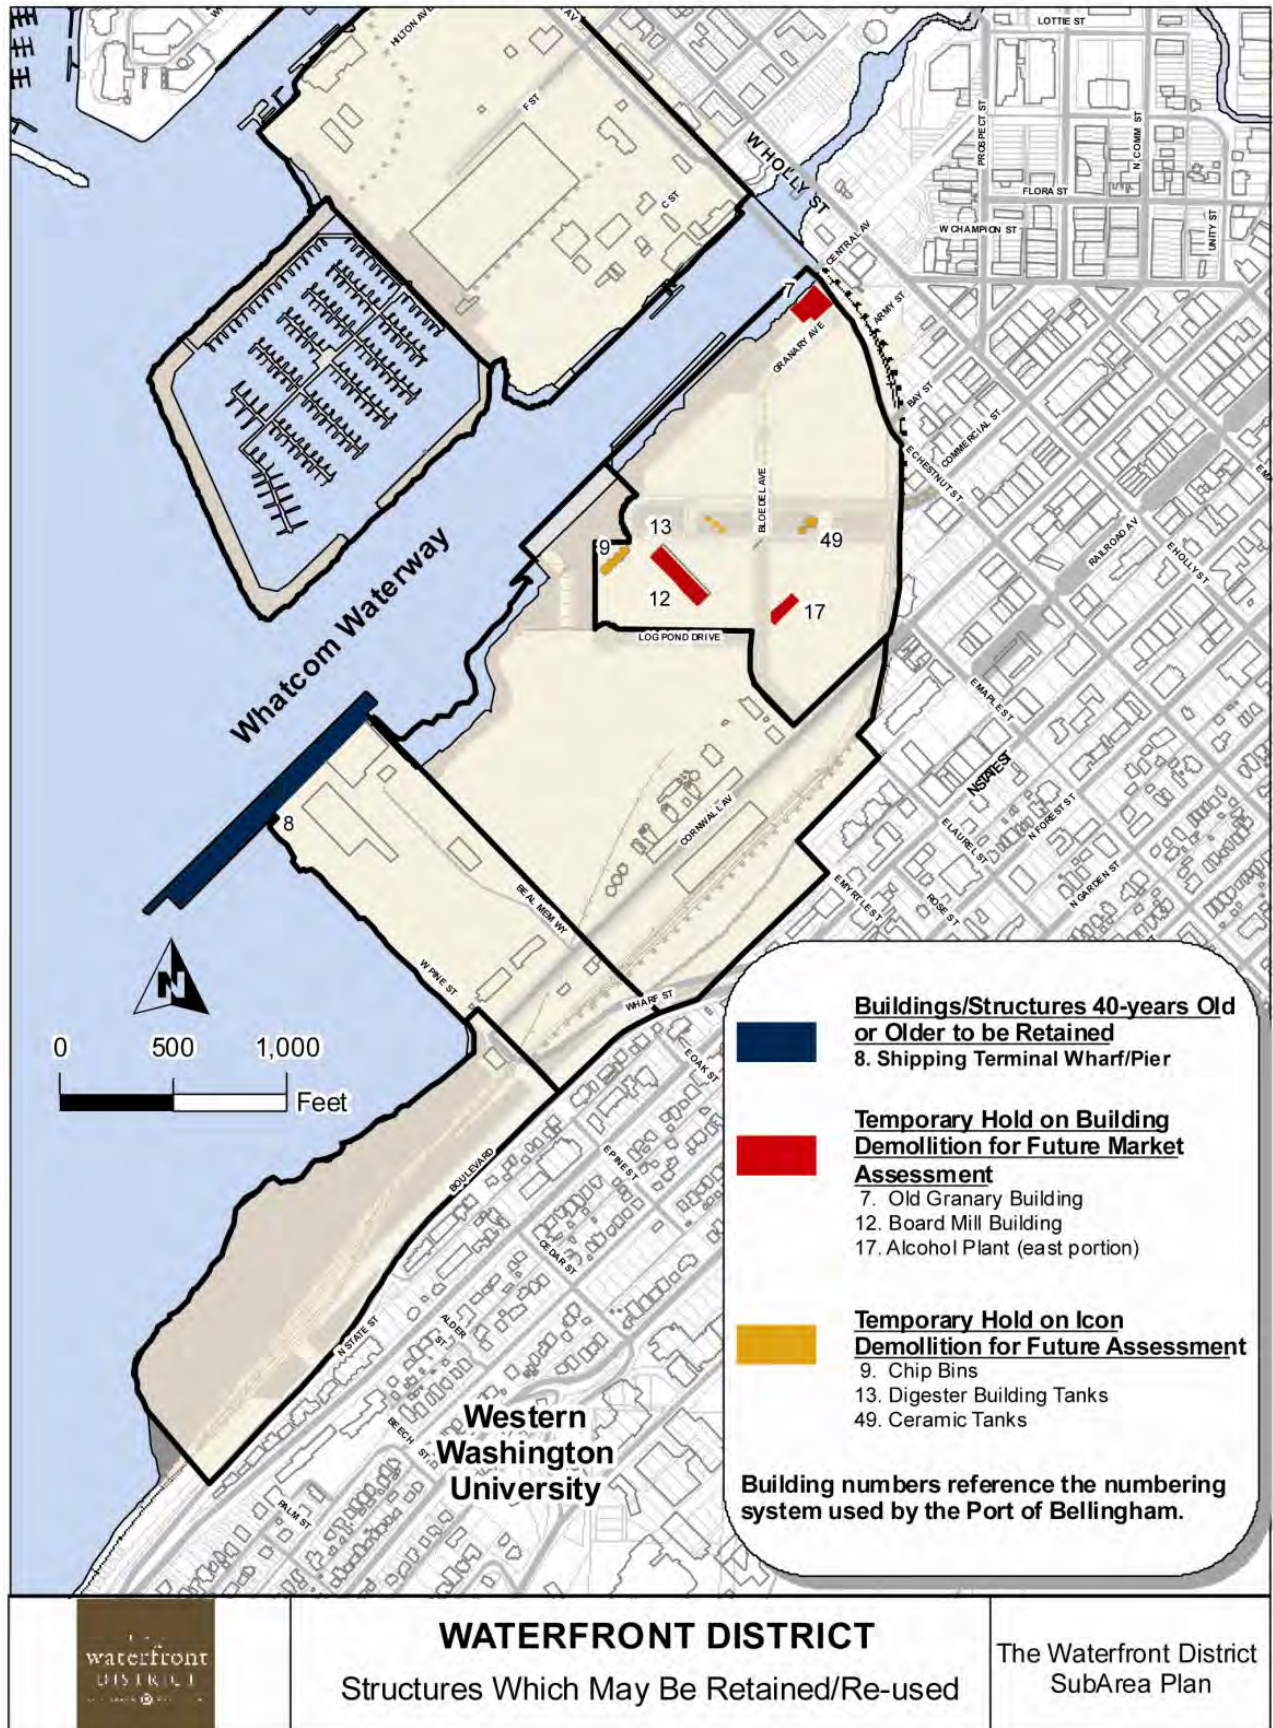 LOTTIE ST
HILTON AVE
F ST
C ST
W HOLLY ST
PROSPECT ST
N COMM ST
FLORA ST
W CHAMPION ST
UNITY ST
CENTRAL AV
ARMY ST
7
GRANARY AVE
BAY ST
COMMERCIAL ST
E CHESTNUT ST
BLOEDEL AVE
RAILROAD AV
E HOLLY ST
13
49
9
12
17
LOG POND DRIVE
Whatcom Waterway
E MAPLE ST
N STATE ST
N FOREST ST
E LAUREL ST
N GARDEN ST
8
CORNWALL AV
E MYRTLE ST
ROSE ST
BEAL MEM WY
W PINE ST
WHARF ST
E OAK ST
N
0 500 1,000
Feet
BOULEVARD
E PINE ST
CEDAR ST
N STATE ST
ALDER
ST
BEECH ST
PALM ST
Western
Washington
University
Buildings/Structures 40-years Old
or Older to be Retained
8. Shipping Terminal Wharf/Pier
Temporary Hold on Building
Demollition for Future Market
Assessment
7. Old Granary Building
12. Board Mill Building
17. Alcohol Plant (east portion)
Temporary Hold on Icon
Demollition for Future Assessment
9. Chip Bins
13. Digester Building Tanks
49. Ceramic Tanks
Building numbers reference the numbering
system used by the Port of Bellingham.
waterfront
DISTRICT
WATERFRONT DISTRICT
Structures Which May Be Retained/Re-used
The Waterfront District
SubArea Plan